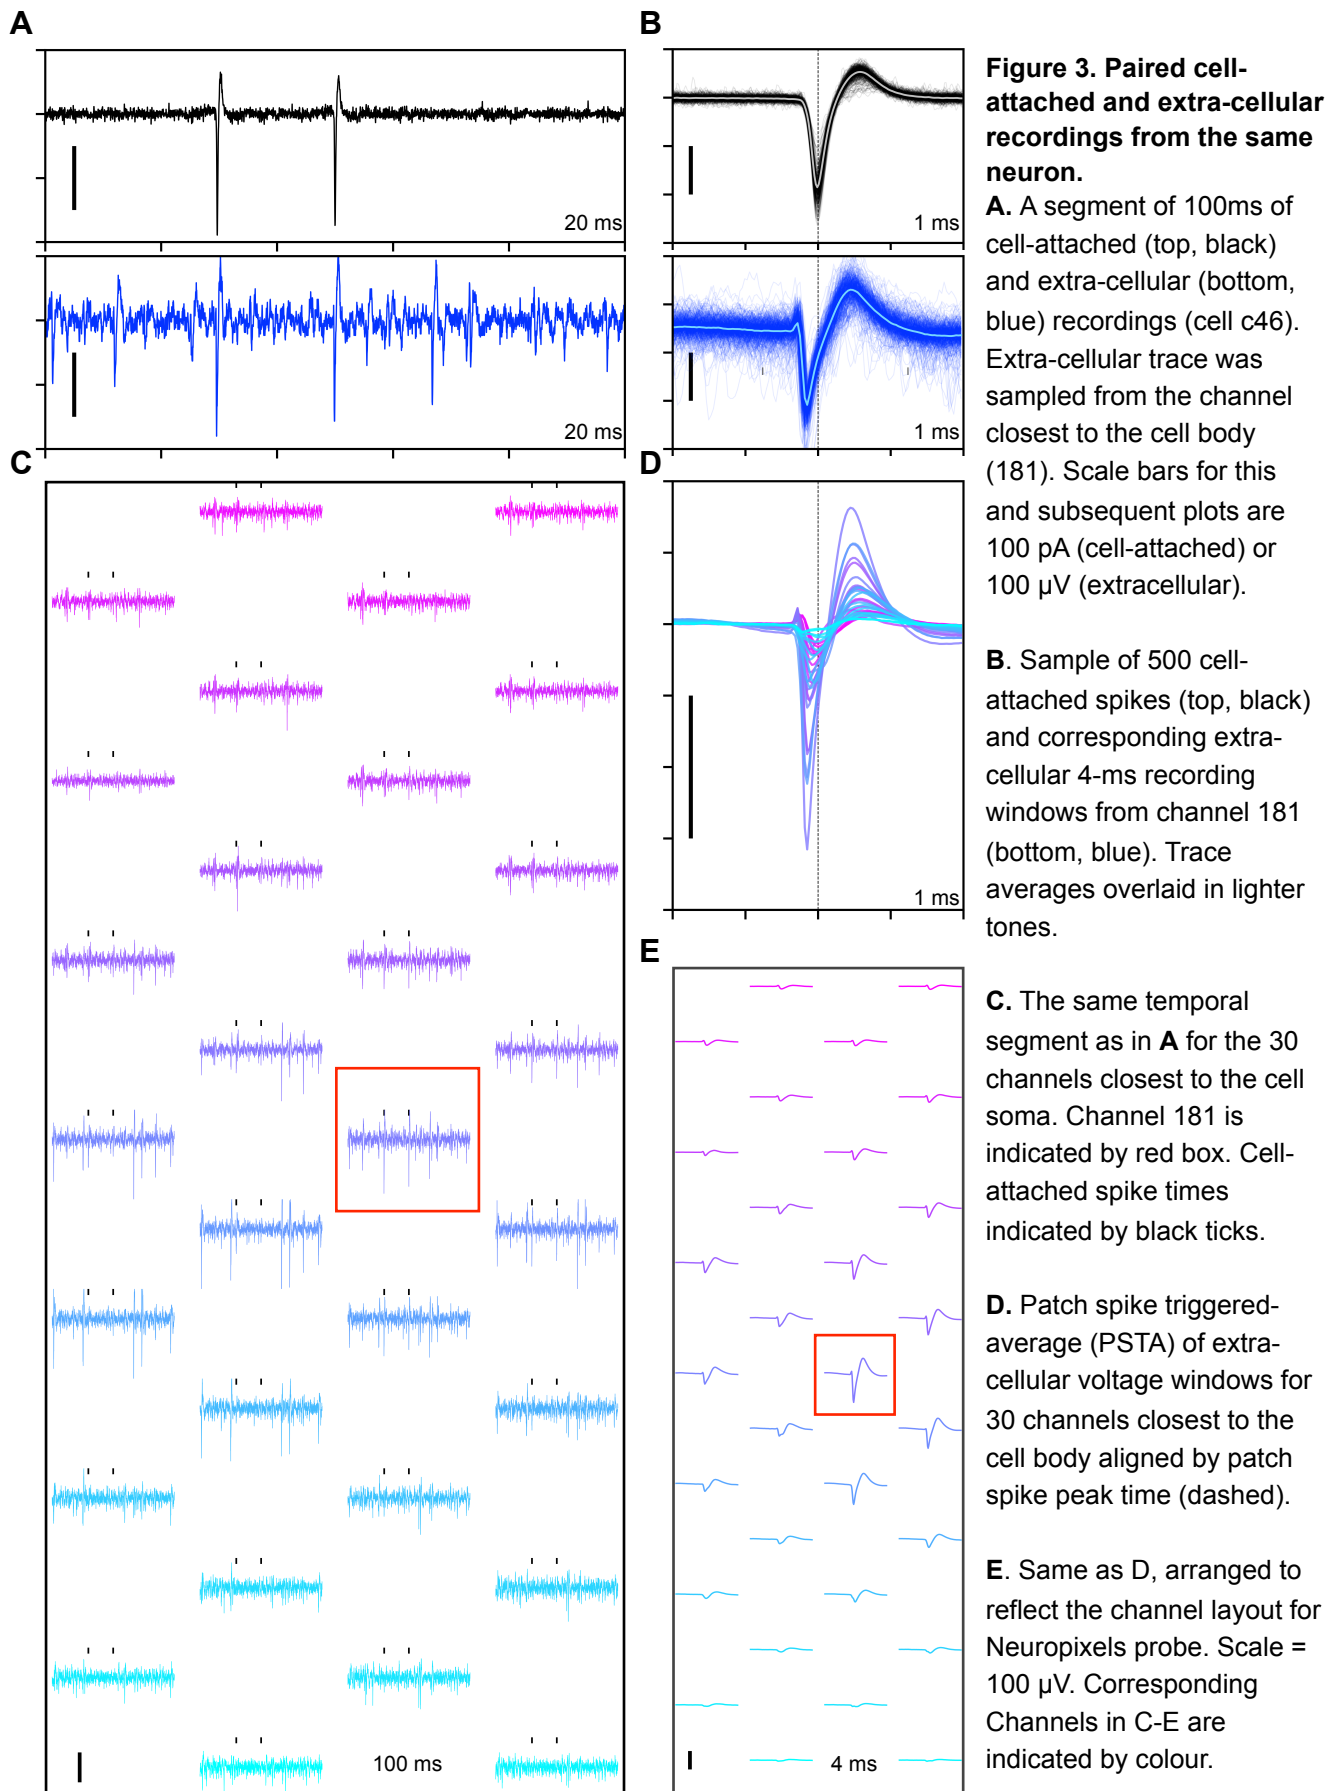 A
20 ms
20 ms
B
1 ms
1 ms
C
100 ms
D
1 ms
E
4 ms
Figure 3. Paired cell-
attached and extra-cellular
recordings from the same
neuron.
A. A segment of 100ms of
cell-attached (top, black)
and extra-cellular (bottom,
blue) recordings (cell c46).
Extra-cellular trace was
sampled from the channel
closest to the cell body
(181). Scale bars for this
and subsequent plots are
100 pA (cell-attached) or
100 µV (extracellular).
B. Sample of 500 cell-
attached spikes (top, black)
and corresponding extra-
cellular 4-ms recording
windows from channel 181
(bottom, blue). Trace
averages overlaid in lighter
tones.
C. The same temporal
segment as in A for the 30
channels closest to the cell
soma. Channel 181 is
indicated by red box. Cell-
attached spike times
indicated by black ticks.
D. Patch spike triggered-
average (PSTA) of extra-
cellular voltage windows for
30 channels closest to the
cell body aligned by patch
spike peak time (dashed).
E. Same as D, arranged to
reflect the channel layout for
Neuropixels probe. Scale =
100 µV. Corresponding
Channels in C-E are
indicated by colour.